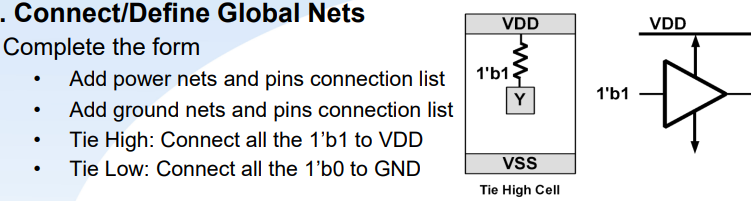 . Connect/Define Global Nets
Complete the form
• Add power nets and pins connection list
• Add ground nets and pins connection list
• Tie High: Connect all the 1’b1 to VDD
• Tie Low: Connect all the 1’b0 to GND
VDD
1'b1
Y
VSS
Tie High Cell
VDD
1'b1